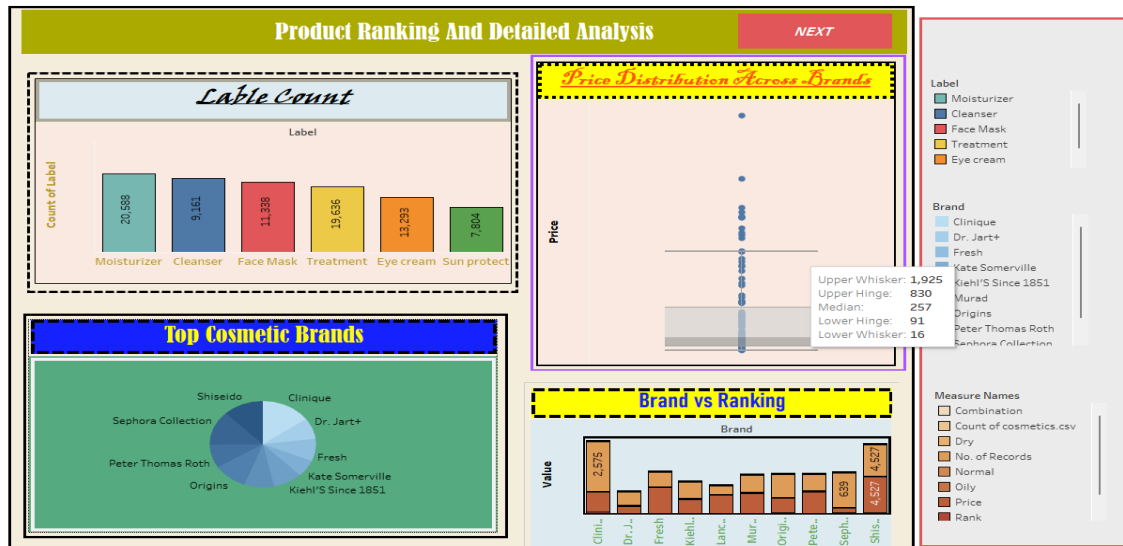 Product Ranking And Detailed Analysis
NEXT
Lable Count
Label
Count of Label
20,588
9,161
11,338
19,636
13,293
7,804
Moisturizer
Cleanser
Face Mask
Treatment
Eye cream
Sun protect
Price Distribution Across Brands
Price
Upper Whisker: 1,925
Upper Hinge: 830
Median: 257
Lower Hinge: 91
Lower Whisker: 16
Top Cosmetic Brands
Shiseido
Clinique
Sephora Collection
Dr. Jart+
Fresh
Peter Thomas Roth
Kate Somerville
Origins
Kiehl'S Since 1851
Brand vs Ranking
Brand
Value
2,575
639
4,527
4,527
Clini..
Dr. J..
Fresh
Kiehl..
Lanc..
Mur..
Origi..
Pete..
Seph..
Shis..
Label
Moisturizer
Cleanser
Face Mask
Treatment
Eye cream
Brand
Clinique
Dr. Jart+
Fresh
Kate Somerville
Kiehl'S Since 1851
Murad
Origins
Peter Thomas Roth
Sephora Collection
Measure Names
Combination
Count of cosmetics.csv
Dry
No. of Records
Normal
Oily
Price
Rank